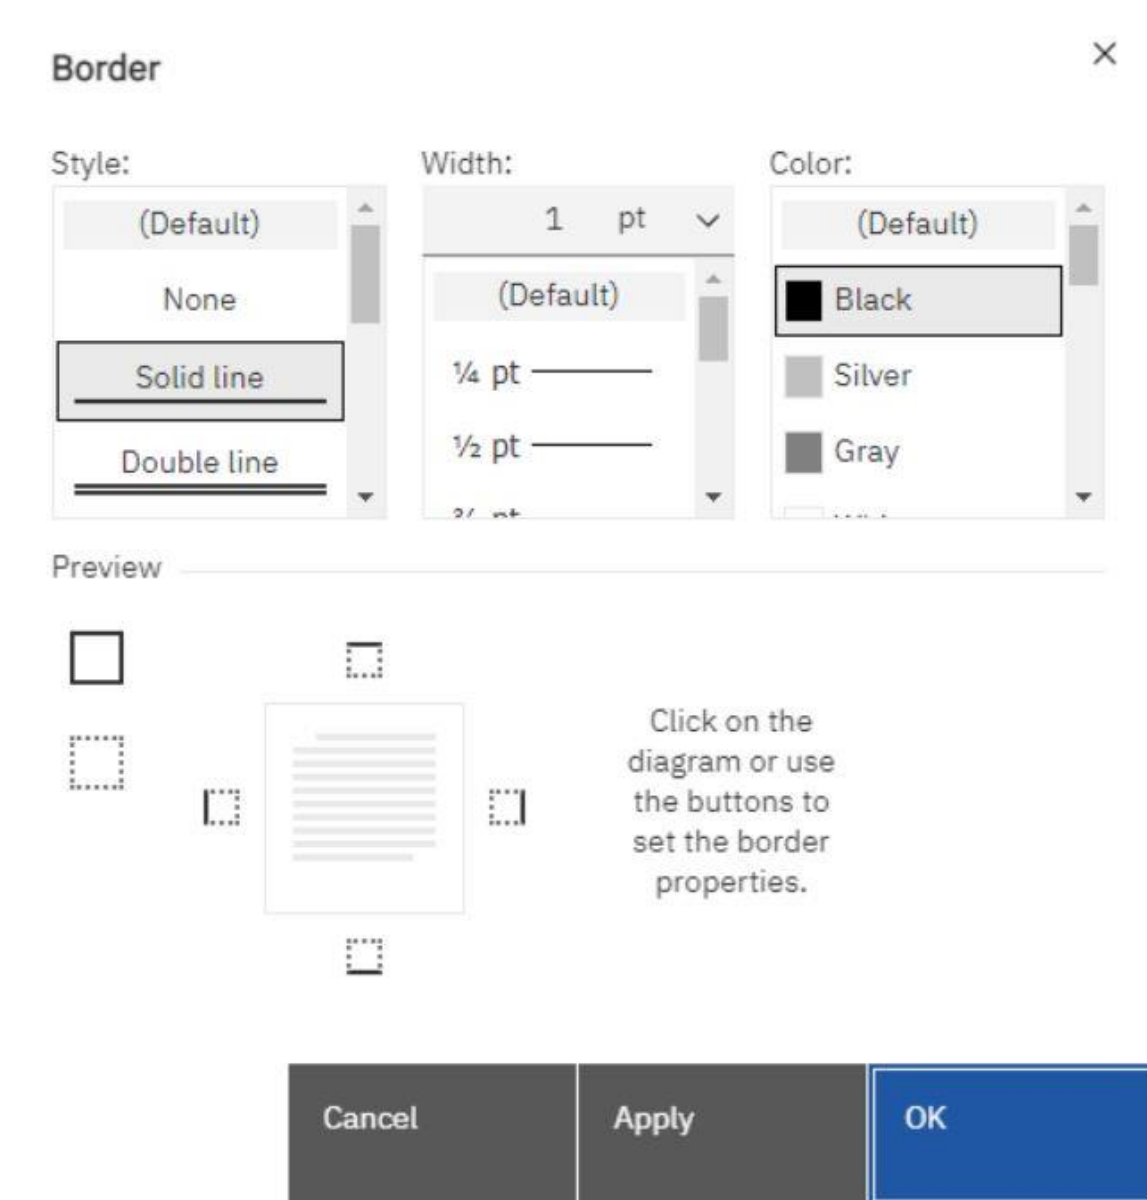 Border
Style:
Width:
Color:
(Default)
None
Solid line
Double line
1 pt
(Default)
¼ pt
½ pt
(Default)
Black
Silver
Gray
Preview
Click on the
diagram or use
the buttons to
set the border
properties.
Cancel
Apply
OK